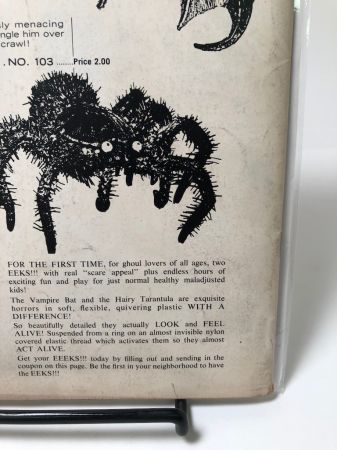 sly menacing
ngle him over
crawl!
. NO. 103 ........Price 2.00
FOR THE FIRST TIME, for ghoul lovers of all ages, two
EEKS!!! with real "scare appeal" plus endless hours of
exciting fun and play for just normal healthy maladjusted
kids!
The Vampire Bat and the Hairy Tarantula are exquisite
horrors in soft, flexible, quivering plastic WITH A
DIFFERENCE!
So beautifully detailed they actually LOOK and FEEL
ALIVE! Suspended from a ring on an almost invisible nylon
covered elastic thread which activates them so they almost
ACT ALIVE.
Get your EEEKS!!! today by filling out and sending in the
coupon on this page. Be the first in your neighborhood to have
the EEKS!!!